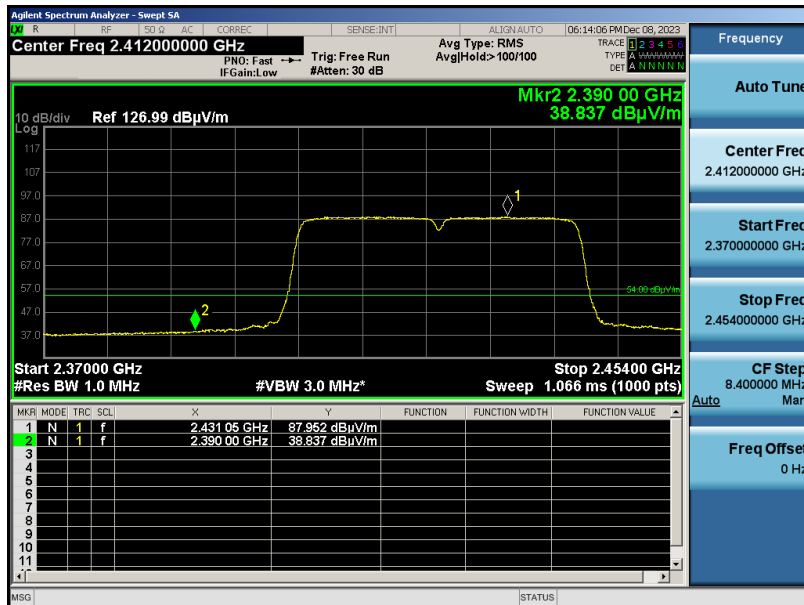 Agilent Spectrum Analyzer - Swept SA
LXI R RF 50 Ω AC CORREC SENSE:INT ALIGN AUTO 06:14:06 PM Dec 08, 2023
Center Freq 2.412000000 GHz
PNO: Fast
IFGain:Low
Trig: Free Run
#Atten: 30 dB
Avg Type: RMS
Avg|Hold:>100/100
TRACE 1 2 3 4 5 6
TYPE A
DET A N N N N N
Mkr2 2.390 00 GHz
38.837 dBµV/m
10 dB/div Ref 126.99 dBµV/m
Log
117
107
97.0
87.0
77.0
67.0
57.0
47.0
37.0
1
2
54.00 dBµV/m
Start 2.37000 GHz Stop 2.45400 GHz
#Res BW 1.0 MHz #VBW 3.0 MHz* Sweep 1.066 ms (1000 pts)
MKR MODE TRC SCL X Y FUNCTION FUNCTION WIDTH FUNCTION VALUE
1 N 1 f 2.431 05 GHz 87.952 dBµV/m
2 N 1 f 2.390 00 GHz 38.837 dBµV/m
3
4
5
6
7
8
9
10
11
MSG STATUS
Frequency
Auto Tune
Center Freq
2.412000000 GHz
Start Freq
2.370000000 GHz
Stop Freq
2.454000000 GHz
CF Step
8.400000 MHz
Auto Man
Freq Offset
0 Hz